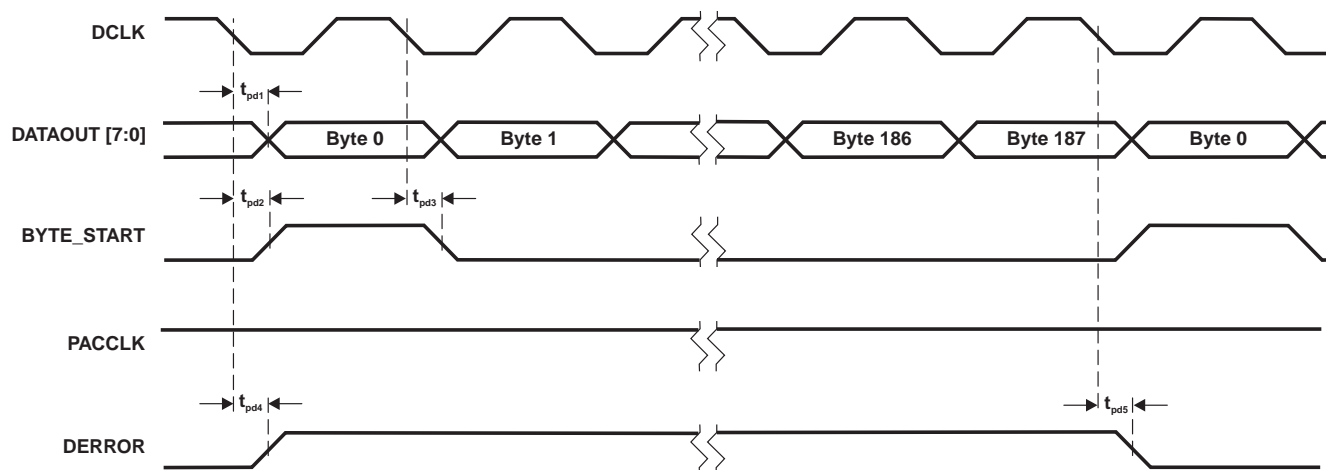 DCLK
tpd1
DATAOUT [7:0]
Byte 0
Byte 1
Byte 186
Byte 187
Byte 0
tpd2
tpd3
BYTE_START
PACCLK
tpd4
tpd5
DERROR